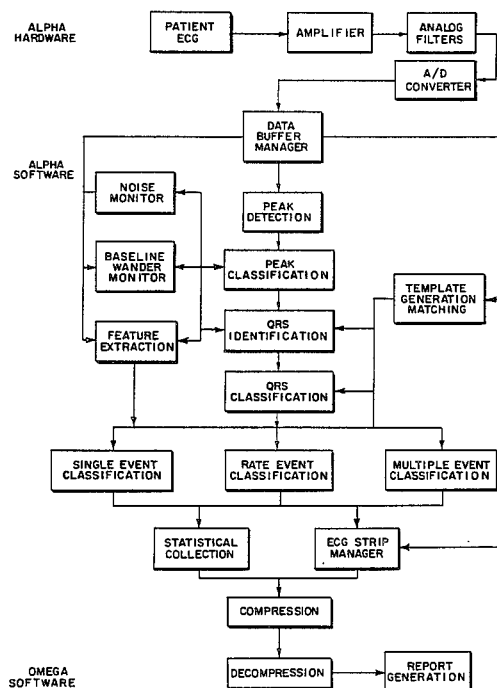 ALPHA
HARDWARE
PATIENT
ECG
AMPLIFIER
ANALOG
FILTERS
A/D
CONVERTER
DATA
BUFFER
MANAGER
ALPHA
SOFTWARE
NOISE
MONITOR
PEAK
DETECTION
BASELINE
WANDER
MONITOR
PEAK
CLASSIFICATION
TEMPLATE
GENERATION
MATCHING
FEATURE
EXTRACTION
QRS
IDENTIFICATION
QRS
CLASSIFICATION
SINGLE EVENT
CLASSIFICATION
RATE EVENT
CLASSIFICATION
MULTIPLE EVENT
CLASSIFICATION
STATISTICAL
COLLECTION
ECG STRIP
MANAGER
COMPRESSION
OMEGA
SOFTWARE
DECOMPRESSION
REPORT
GENERATION